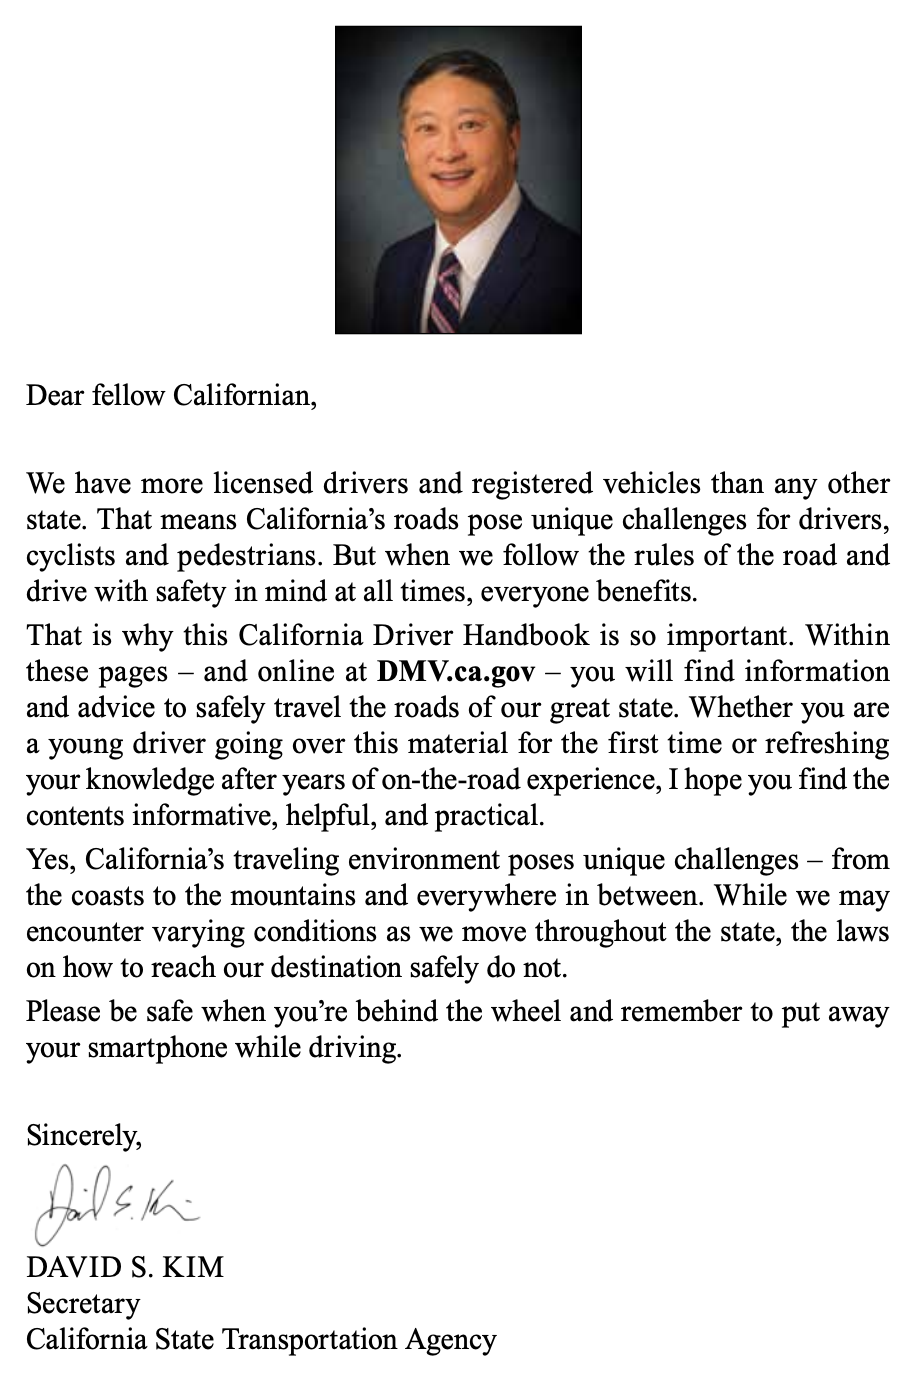 Dear fellow Californian,
We have more licensed drivers and registered vehicles than any other
state. That means California’s roads pose unique challenges for drivers,
cyclists and pedestrians. But when we follow the rules of the road and
drive with safety in mind at all times, everyone benefits.
That is why this California Driver Handbook is so important. Within
these pages – and online at DMV.ca.gov – you will find information
and advice to safely travel the roads of our great state. Whether you are
a young driver going over this material for the first time or refreshing
your knowledge after years of on-the-road experience, I hope you find the
contents informative, helpful, and practical.
Yes, California’s traveling environment poses unique challenges – from
the coasts to the mountains and everywhere in between. While we may
encounter varying conditions as we move throughout the state, the laws
on how to reach our destination safely do not.
Please be safe when you’re behind the wheel and remember to put away
your smartphone while driving.
Sincerely,
David S. Kim
DAVID S. KIM
Secretary
California State Transportation Agency